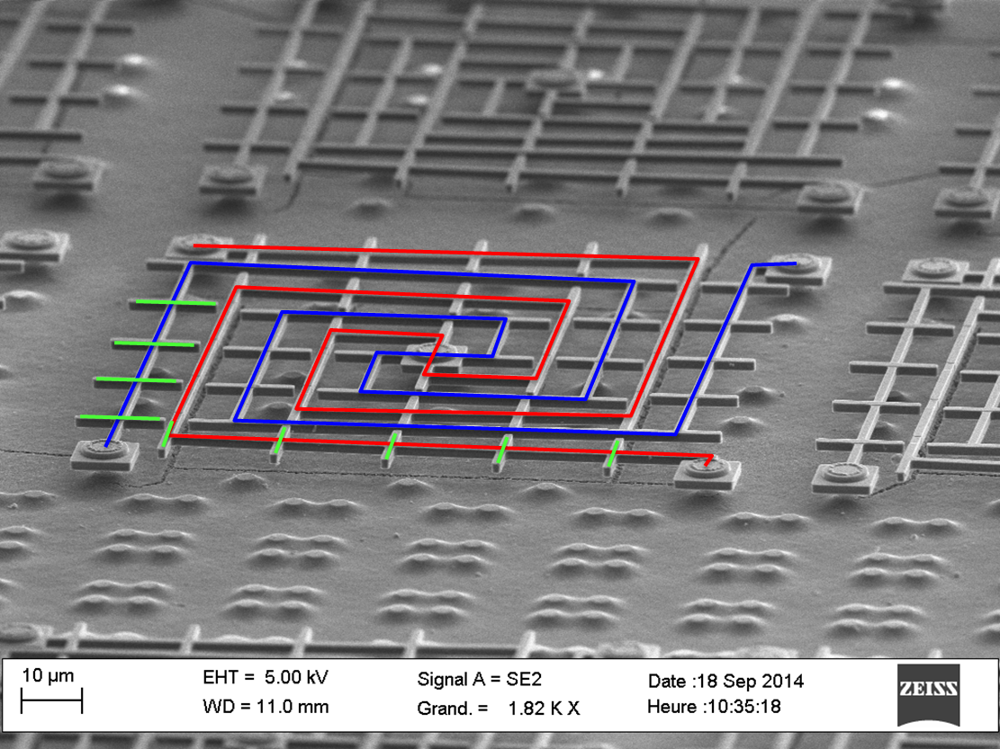 10 µm
EHT = 5.00 kV
Signal A = SE2
Date :18 Sep 2014
WD = 11.0 mm
Grand. = 1.82 K X
Heure :10:35:18
ZEISS